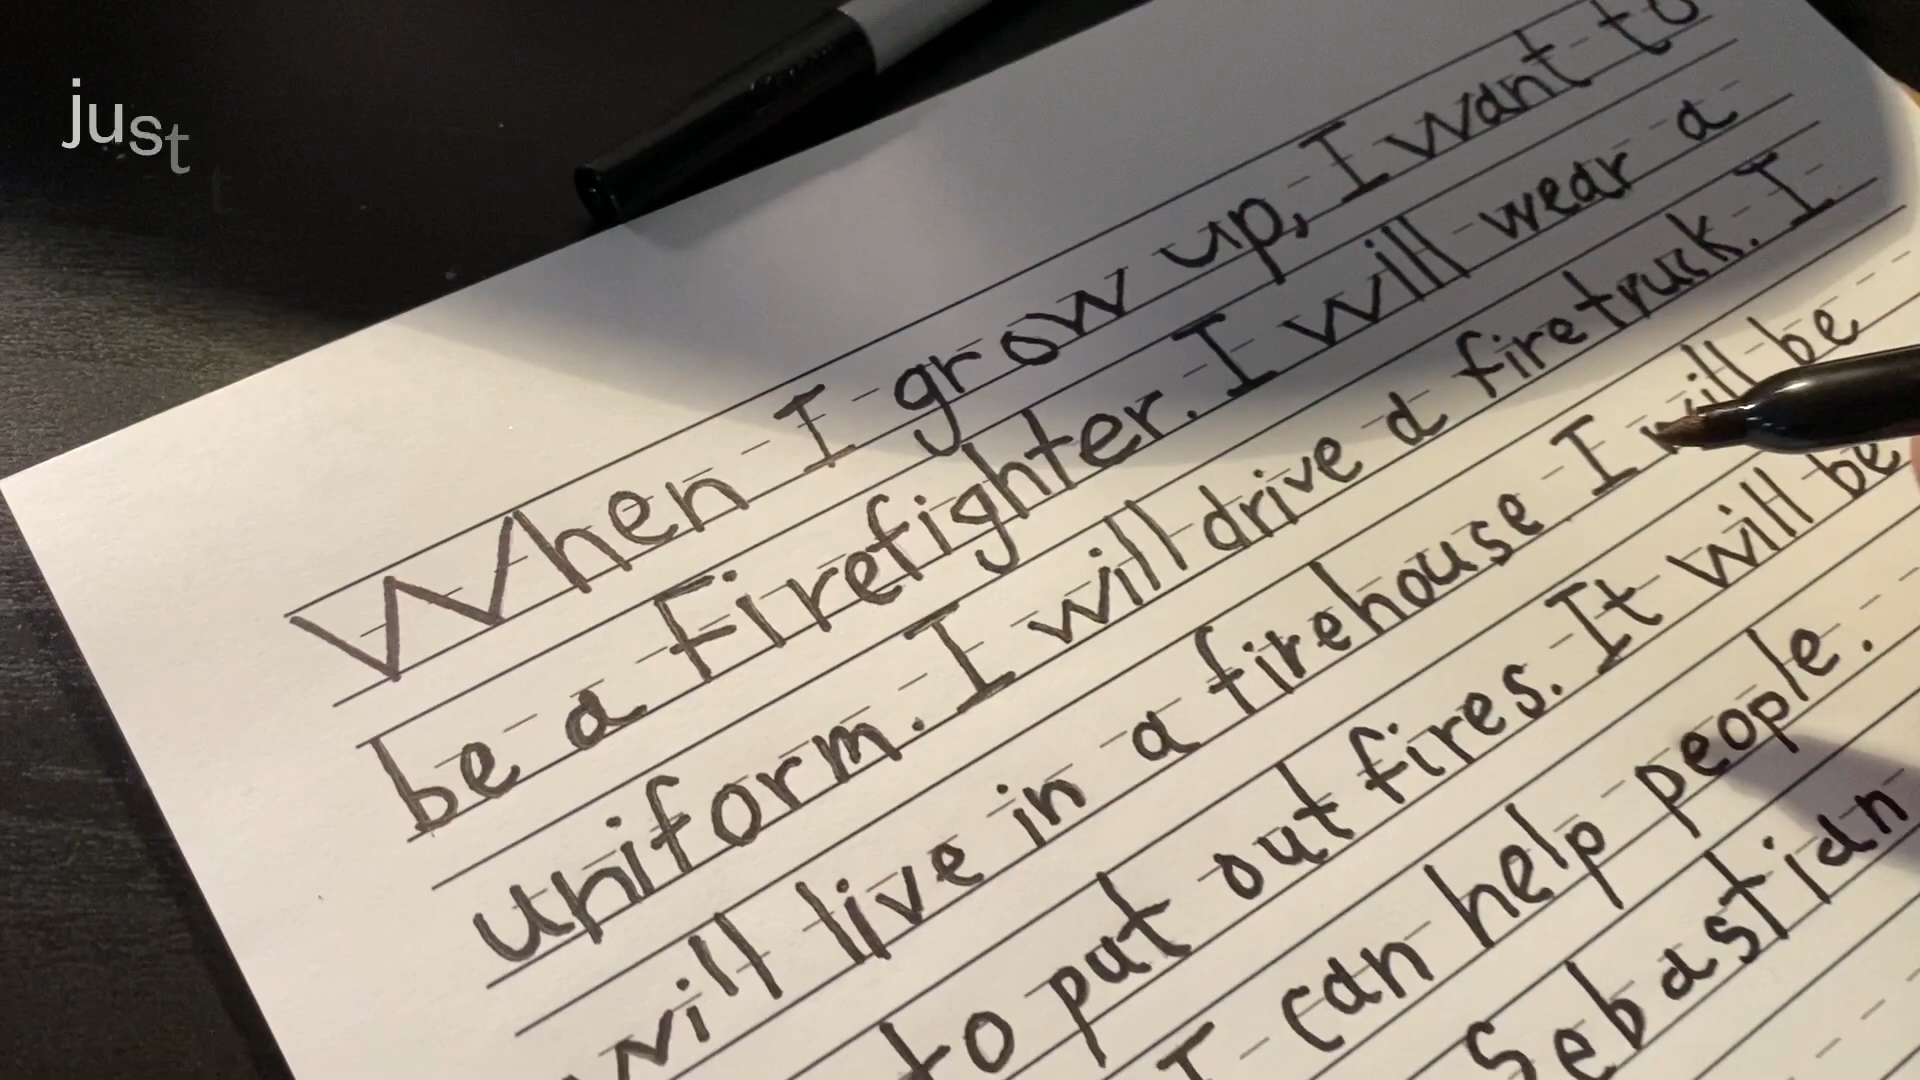 just t
When I grow up, I want to
be a Firefighter. I will wear a
uniform. I will drive a firetruck. I
will live in a firehouse I will be
to put out fires. It will be
I can help people.
Sebastian